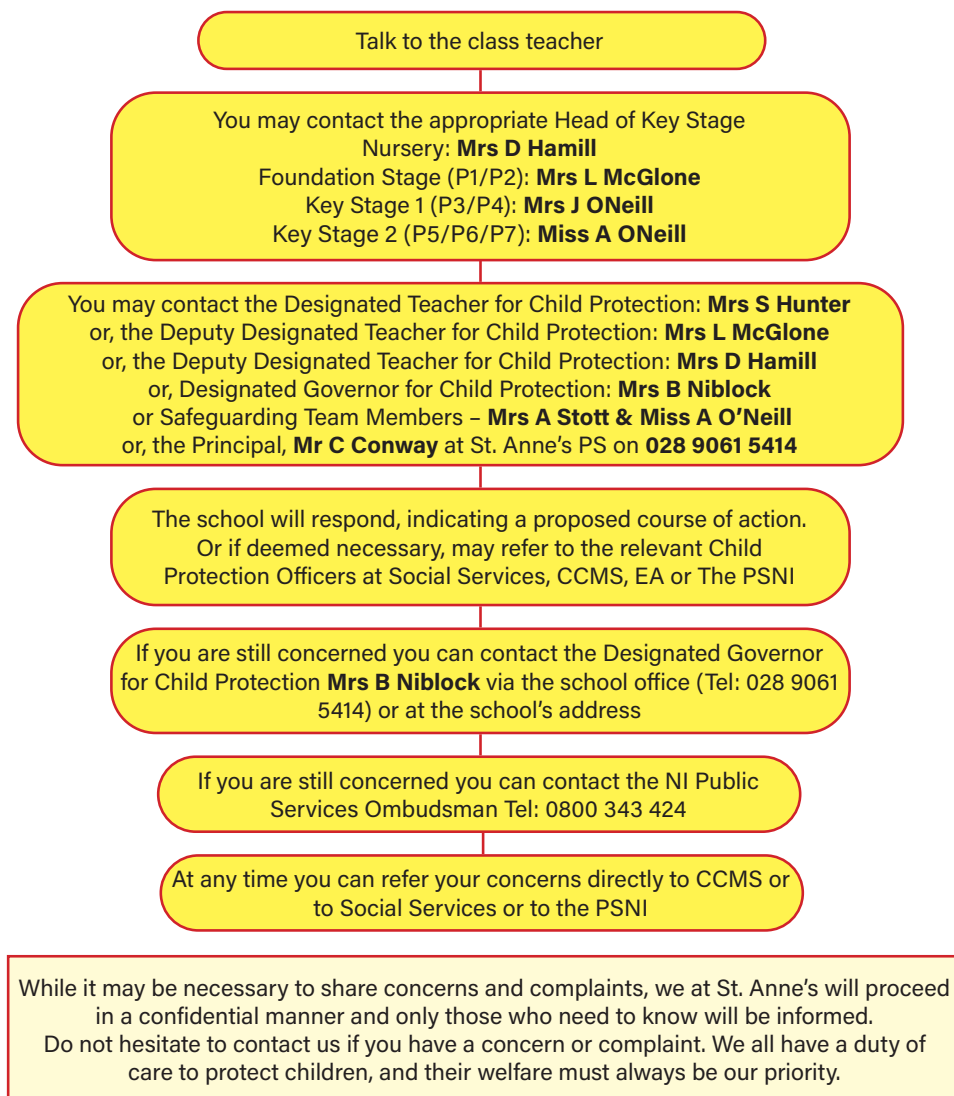 Talk to the class teacher
You may contact the appropriate Head of Key Stage
Nursery: Mrs D Hamill
Foundation Stage (P1/P2): Mrs L McGlone
Key Stage 1 (P3/P4): Mrs J ONeill
Key Stage 2 (P5/P6/P7): Miss A ONeill
You may contact the Designated Teacher for Child Protection: Mrs S Hunter
or, the Deputy Designated Teacher for Child Protection: Mrs L McGlone
or, the Deputy Designated Teacher for Child Protection: Mrs D Hamill
or, Designated Governor for Child Protection: Mrs B Niblock
or Safeguarding Team Members – Mrs A Stott & Miss A O'Neill
or, the Principal, Mr C Conway at St. Anne's PS on 028 9061 5414
The school will respond, indicating a proposed course of action.
Or if deemed necessary, may refer to the relevant Child
Protection Officers at Social Services, CCMS, EA or The PSNI
If you are still concerned you can contact the Designated Governor
for Child Protection Mrs B Niblock via the school office (Tel: 028 9061
5414) or at the school's address
If you are still concerned you can contact the NI Public
Services Ombudsman Tel: 0800 343 424
At any time you can refer your concerns directly to CCMS or
to Social Services or to the PSNI
While it may be necessary to share concerns and complaints, we at St. Anne's will proceed
in a confidential manner and only those who need to know will be informed.
Do not hesitate to contact us if you have a concern or complaint. We all have a duty of
care to protect children, and their welfare must always be our priority.